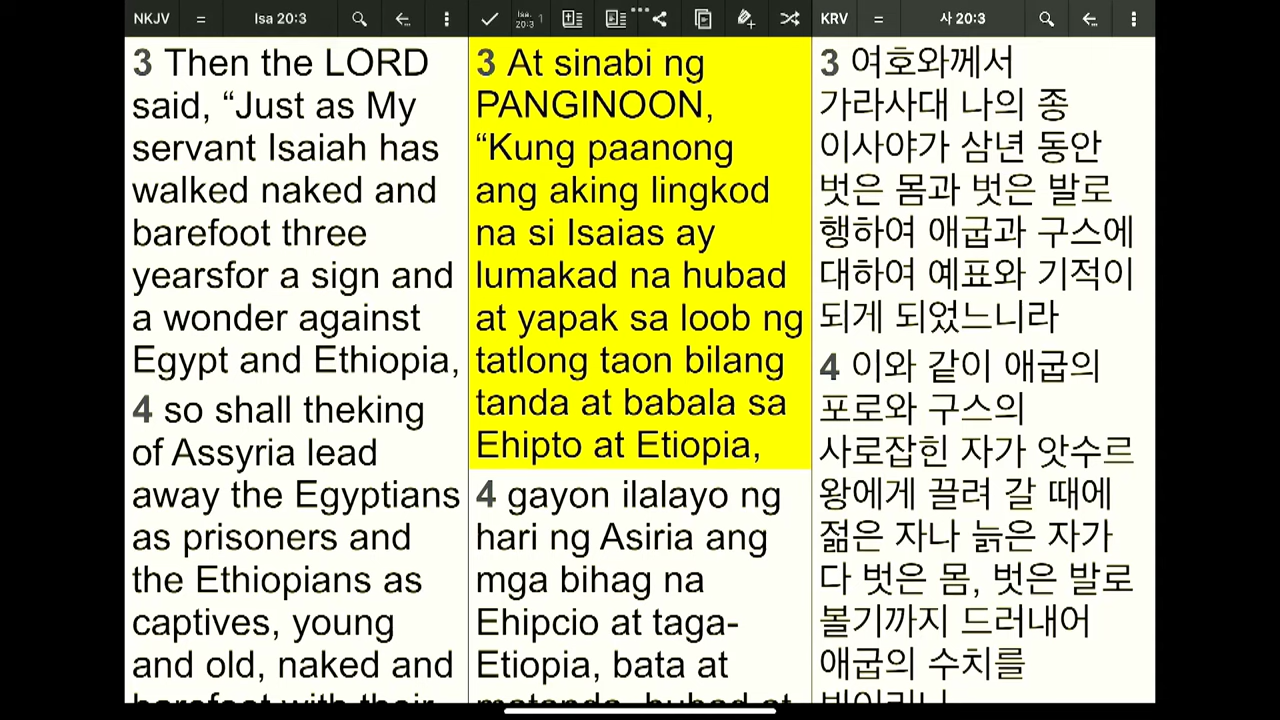 NKJV
=
Isa 20:3
Isa. 20:3 1
KRV
=
사 20:3
3 Then the LORD
said, “Just as My
servant Isaiah has
walked naked and
barefoot three
yearsfor a sign and
a wonder against
Egypt and Ethiopia,
4 so shall theking
of Assyria lead
away the Egyptians
as prisoners and
the Ethiopians as
captives, young
and old, naked and
barefoot with their
3 At sinabi ng
PANGINOON,
“Kung paanong
ang aking lingkod
na si Isaias ay
lumakad na hubad
at yapak sa loob ng
tatlong taon bilang
tanda at babala sa
Ehipto at Etiopia,
4 gayon ilalayo ng
hari ng Asiria ang
mga bihag na
Ehipcio at taga-
Etiopia, bata at
matanda, hubad at
3 여호와께서
가라사대 나의 종
이사야가 삼년 동안
벗은 몸과 벗은 발로
행하여 애굽과 구스에
대하여 예표와 기적이
되게 되었느니라
4 이와 같이 애굽의
포로와 구스의
사로잡힌 자가 앗수르
왕에게 끌려 갈 때에
젊은 자나 늙은 자가
다 벗은 몸, 벗은 발로
볼기까지 드러내어
애굽의 수치를